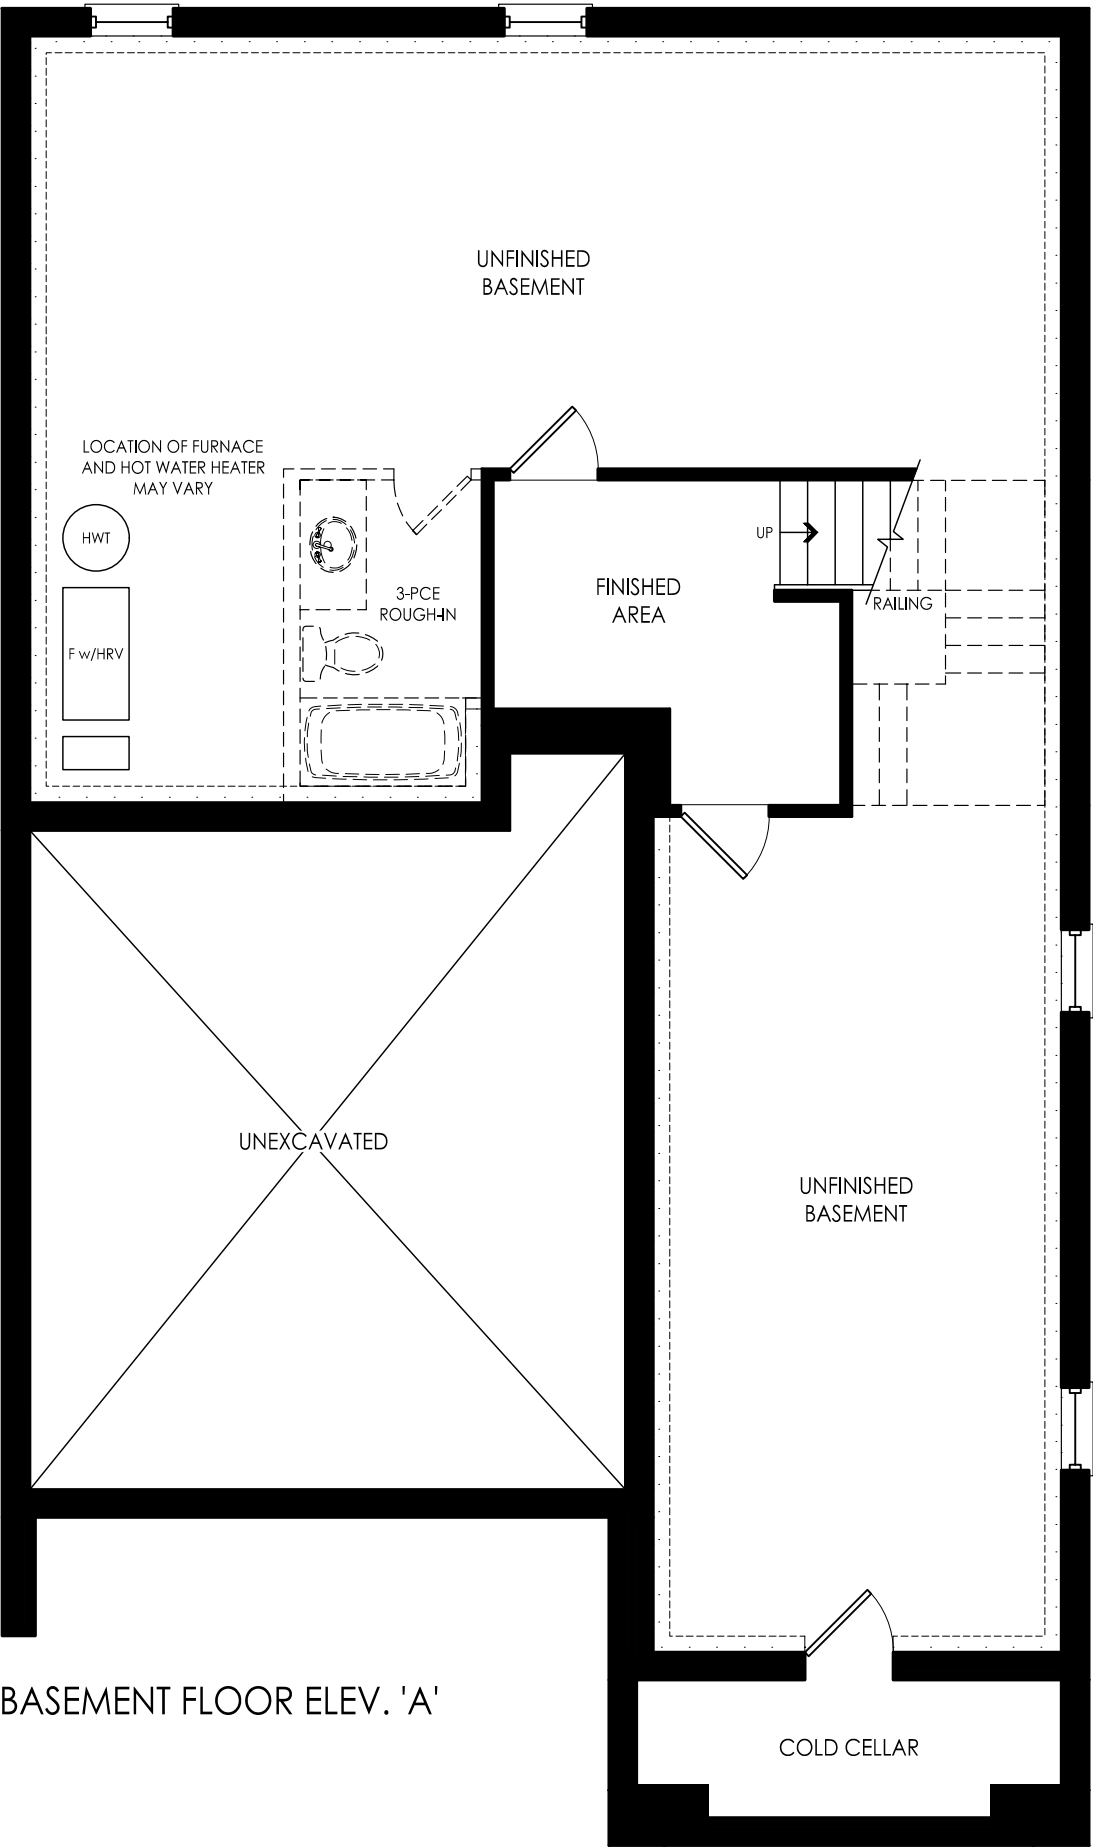 UNFINISHED
BASEMENT
LOCATION OF FURNACE
AND HOT WATER HEATER
MAY VARY
HWT
F w/HRV
3-PCE
ROUGH-IN
UP
FINISHED
AREA
RAILING
UNEXCAVATED
UNFINISHED
BASEMENT
BASEMENT FLOOR ELEV. 'A'
COLD CELLAR